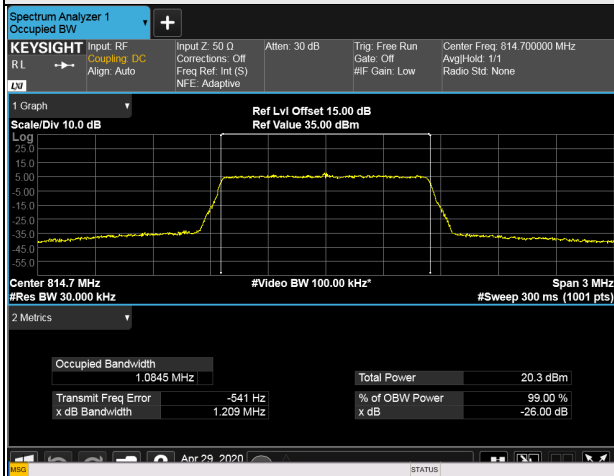 Spectrum Analyzer 1
Occupied BW
KEYSIGHT
R L
LXI
Input: RF
Coupling: DC
Align: Auto
Input Z: 50 Ω
Corrections: Off
Freq Ref: Int (S)
NFE: Adaptive
Atten: 30 dB
Trig: Free Run
Gate: Off
#IF Gain: Low
Center Freq: 814.700000 MHz
Avg|Hold: 1/1
Radio Std: None
1 Graph
Scale/Div 10.0 dB
Ref Lvl Offset 15.00 dB
Ref Value 35.00 dBm
Log
25.0
15.0
5.00
-5.00
-15.0
-25.0
-35.0
-45.0
-55.0
Center 814.7 MHz
#Res BW 30.000 kHz
#Video BW 100.00 kHz*
Span 3 MHz
#Sweep 300 ms (1001 pts)
2 Metrics
Occupied Bandwidth
1.0845 MHz
Transmit Freq Error -541 Hz
x dB Bandwidth 1.209 MHz
Total Power 20.3 dBm
% of OBW Power 99.00 %
x dB -26.00 dB
Apr 29, 2020
MSG
STATUS